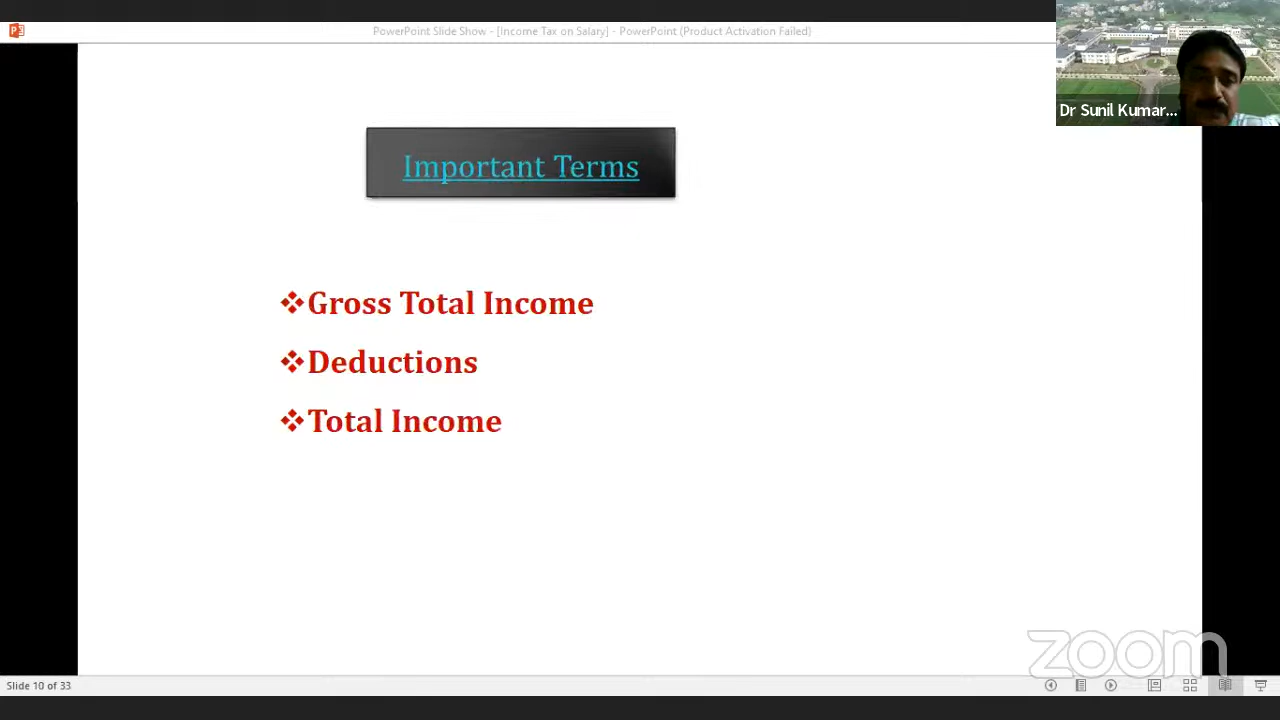 PowerPoint Slide Show - [Income Tax on Salary] - PowerPoint (Product Activation Failed)
Dr Sunil Kumar...
Important Terms
❖Gross Total Income
❖Deductions
❖Total Income
zoom
Slide 10 of 33